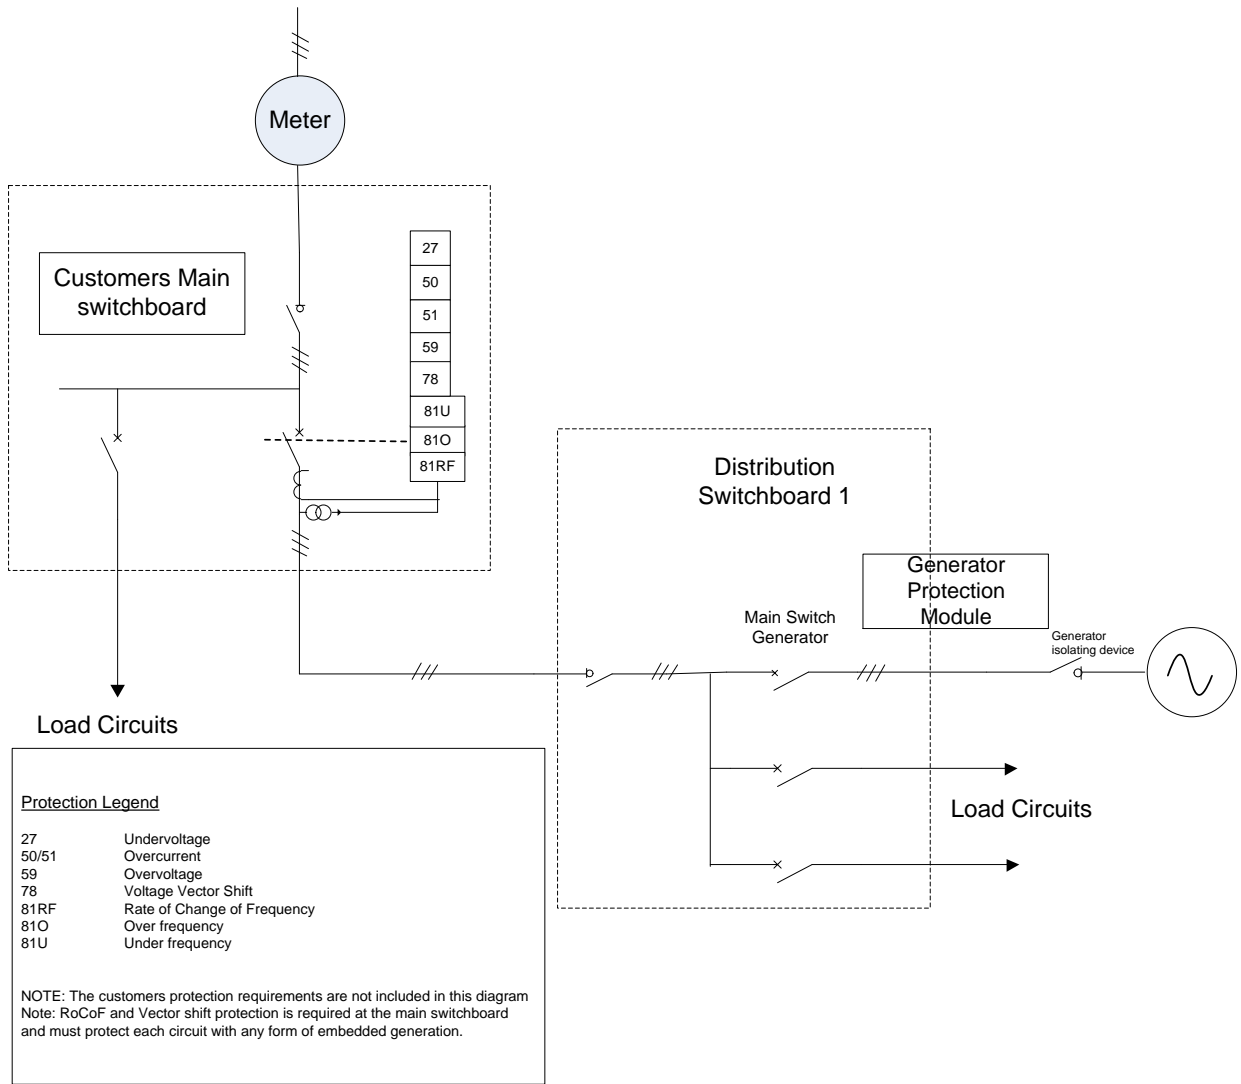 Meter
Customers Main
switchboard
27
50
51
59
78
81U
81O
81RF
Distribution
Switchboard 1
Generator
Protection
Module
Main Switch
Generator
Generator
isolating device
Load Circuits
Load Circuits
Protection Legend
27 Undervoltage
50/51 Overcurrent
59 Overvoltage
78 Voltage Vector Shift
81RF Rate of Change of Frequency
81O Over frequency
81U Under frequency
NOTE: The customers protection requirements are not included in this diagram
Note: RoCoF and Vector shift protection is required at the main switchboard
and must protect each circuit with any form of embedded generation.